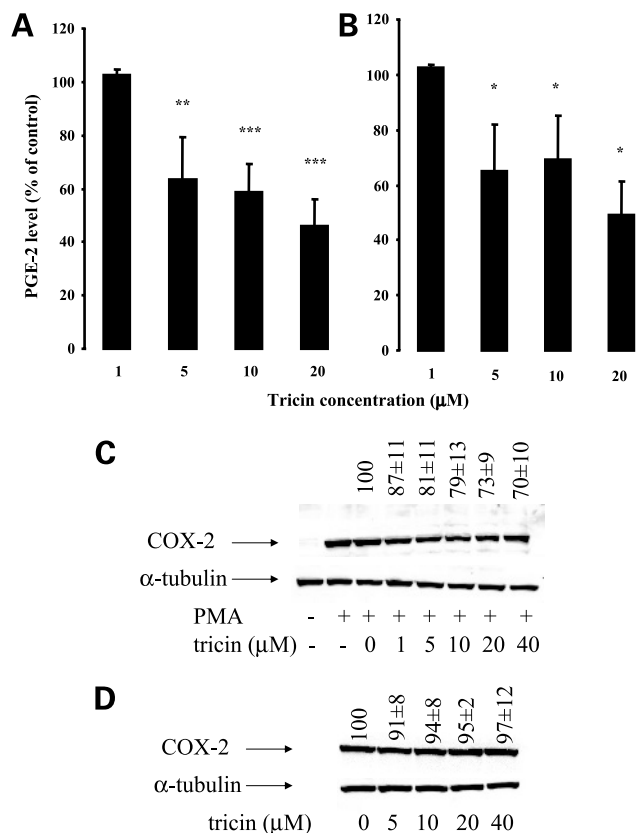 A
B
PGE-2 level (% of control)
120
100
80
60
40
20
0
** *** ***
1 5 10 20
120
100
80
60
40
20
0
* * *
1 5 10 20
Tricin concentration (μM)
C
100 87±11 81±11 79±13 73±9 70±10
COX-2
α-tubulin
PMA - + + + + + + +
tricin (μM) - - 0 1 5 10 20 40
D
100 91±8 94±8 95±2 97±12
COX-2
α-tubulin
tricin (μM) 0 5 10 20 40